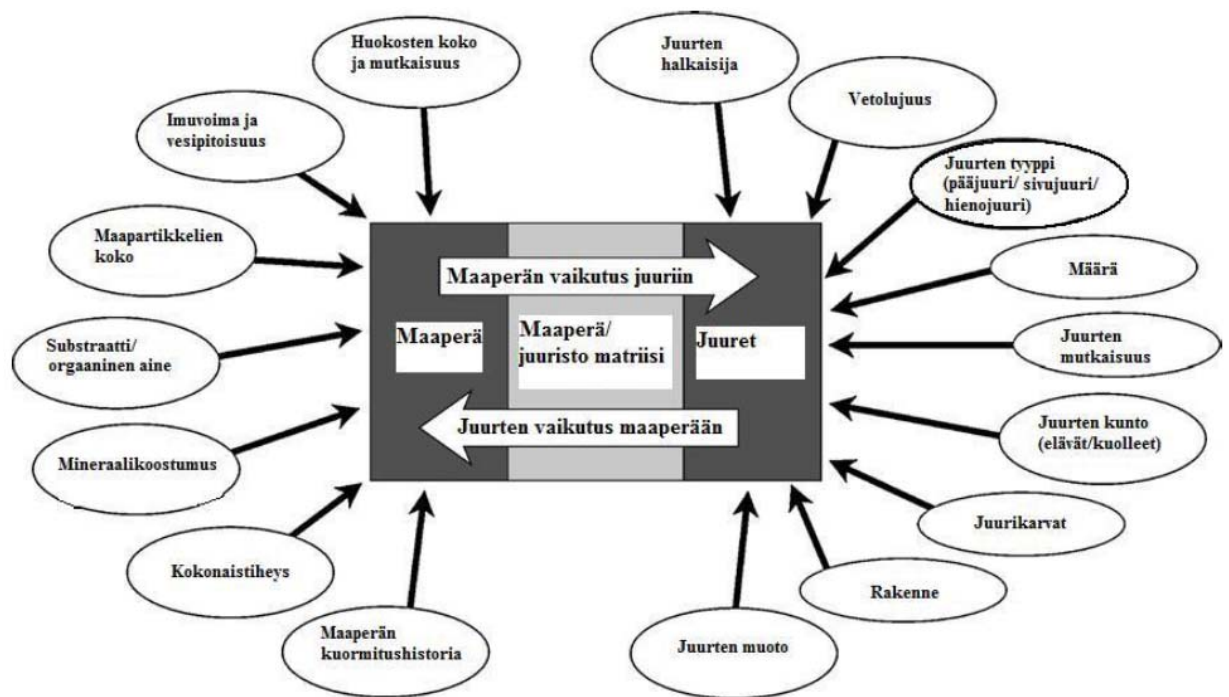 Huokosten koko
ja mutkaisuus
Juurten
halkaisija
Vetolujuus
Imuvoima ja
vesipitoisuus
Juurten tyyppi
(pääjuuri/ sivujuuri/
hienojuuri)
Maapartikkelien
koko
Maaperän vaikutus juuriin
Määrä
Substraatti/
orgaaninen aine
Maaperä
Maaperä/
juuristo matriisi
Juuret
Juurten
mutkaisuus
Juurten vaikutus maaperään
Juurten kunto
(elävät/kuolleet)
Mineraalikoostumus
Juurikarvat
Kokonaistiheys
Rakenne
Maaperän
kuormitushistoria
Juurten muoto